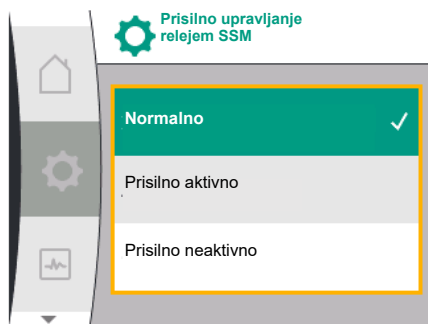 Prisilno upravljanje
relejem SSM
Normalno
Prisilno aktivno
Prisilno neaktivno